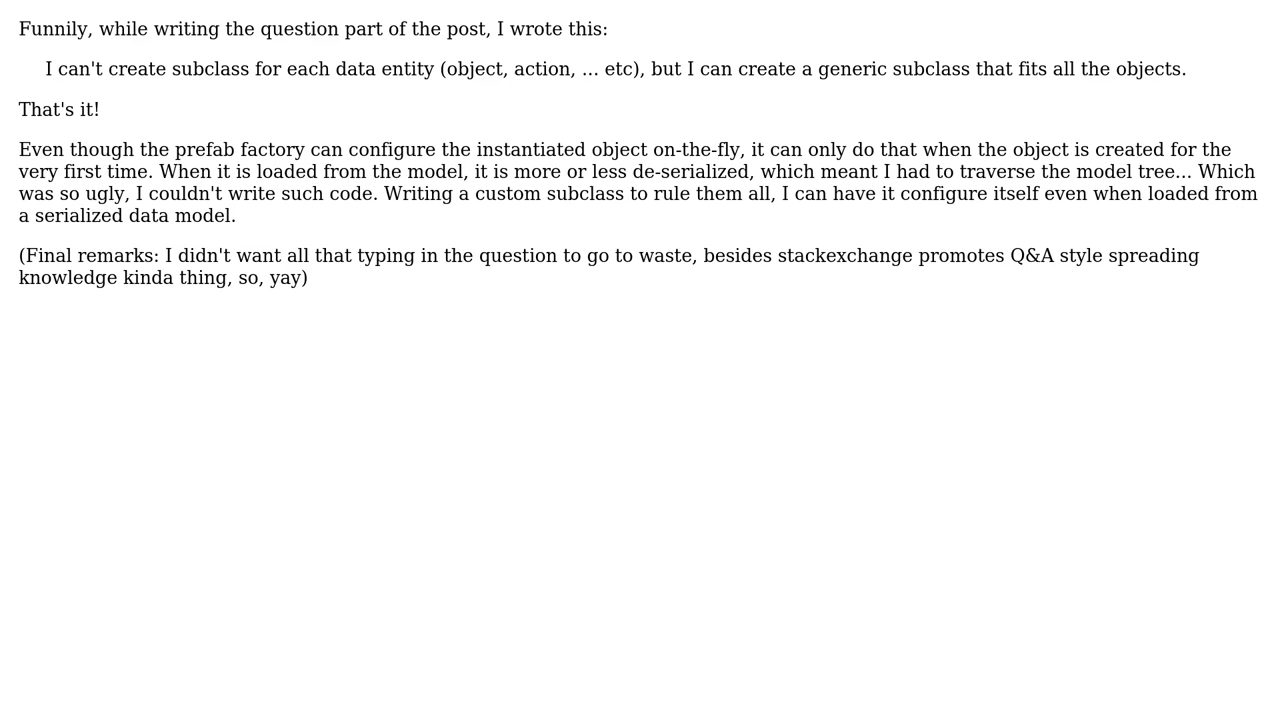 Funnily, while writing the question part of the post, I wrote this:
I can't create subclass for each data entity (object, action, ... etc), but I can create a generic subclass that fits all the objects.
That's it!
Even though the prefab factory can configure the instantiated object on-the-fly, it can only do that when the object is created for the
very first time. When it is loaded from the model, it is more or less de-serialized, which meant I had to traverse the model tree... Which
was so ugly, I couldn't write such code. Writing a custom subclass to rule them all, I can have it configure itself even when loaded from
a serialized data model.
(Final remarks: I didn't want all that typing in the question to go to waste, besides stackexchange promotes Q&A style spreading
knowledge kinda thing, so, yay)